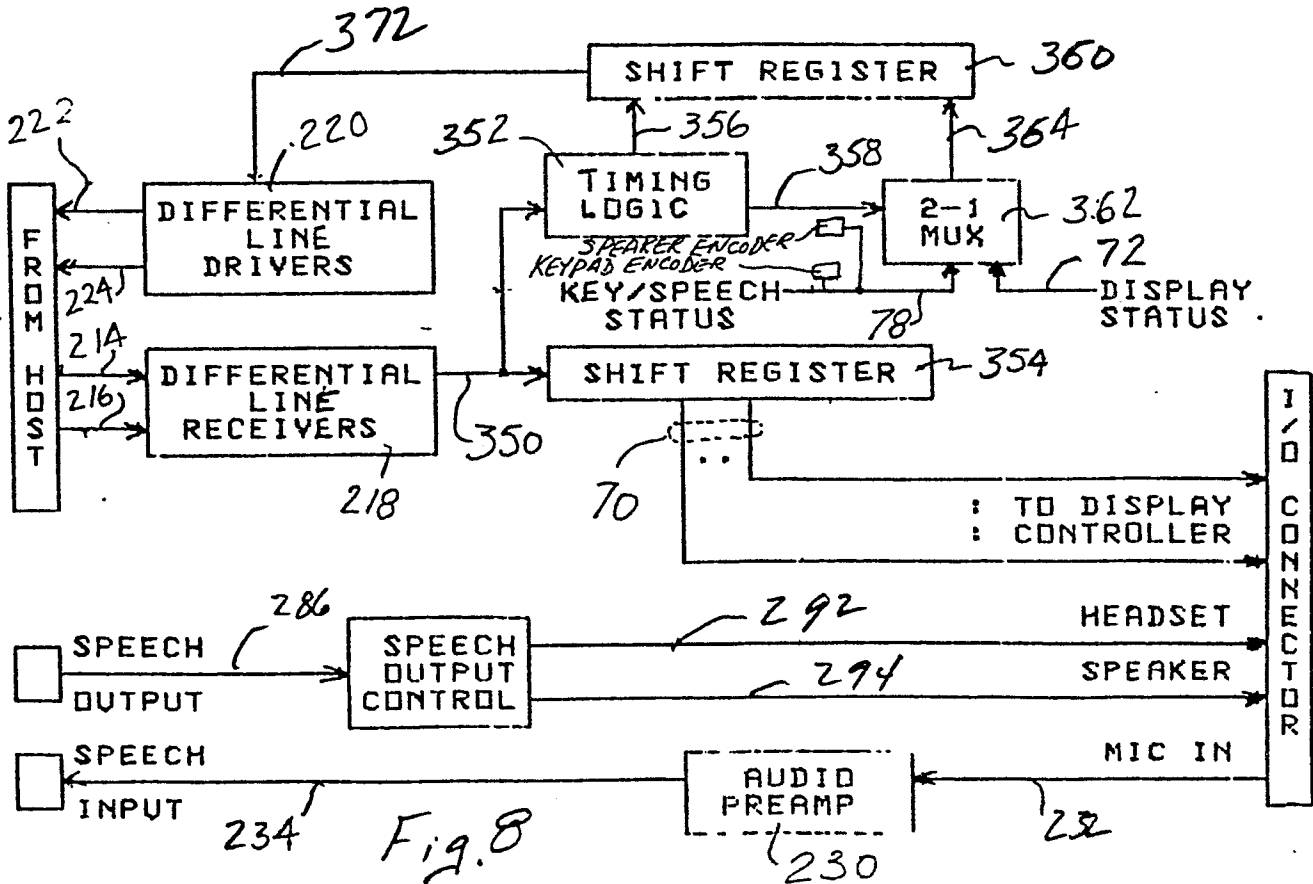 372
SHIFT REGISTER
360
222
220
352
356
364
358
FROM HOST
DIFFERENTIAL
LINE
DRIVERS
TIMING
LOGIC
2-1
MUX
362
SPEAKER ENCODER
KEYPAD ENCODER
72
224
KEY/SPEECH
STATUS
78
DISPLAY
STATUS
214
216
DIFFERENTIAL
LINE
RECEIVERS
350
SHIFT REGISTER
354
218
70
I/O CONNECTOR
: TO DISPLAY
: CONTROLLER
286
292
HEADSET
SPEECH
OUTPUT
SPEECH
OUTPUT
CONTROL
294
SPEAKER
SPEECH
INPUT
MIC IN
AUDIO
PREAMP
234
Fig. 8
230
232